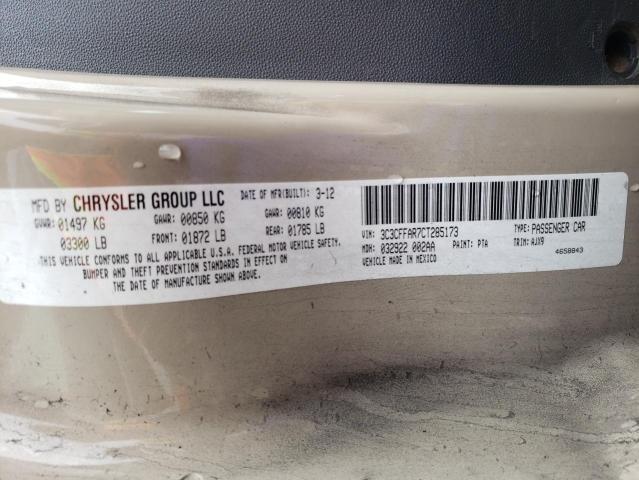 MFD BY CHRYSLER GROUP LLC DATE OF MFR(BUILT): 3-12
GVWR: 01497 KG GAWR: 00850 KG GAWR: 00810 KG
03300 LB FRONT: 01872 LB REAR: 01785 LB
THIS VEHICLE CONFORMS TO ALL APPLICABLE U.S.A. FEDERAL MOTOR VEHICLE SAFETY,
BUMPER AND THEFT PREVENTION STANDARDS IN EFFECT ON
THE DATE OF MANUFACTURE SHOWN ABOVE.
VIN: 3C3CFFAR7CT285173 TYPE: PASSENGER CAR
MDH: 032922 002AA PAINT: PTA TRIM: AJX9
VEHICLE MADE IN MEXICO 4658843